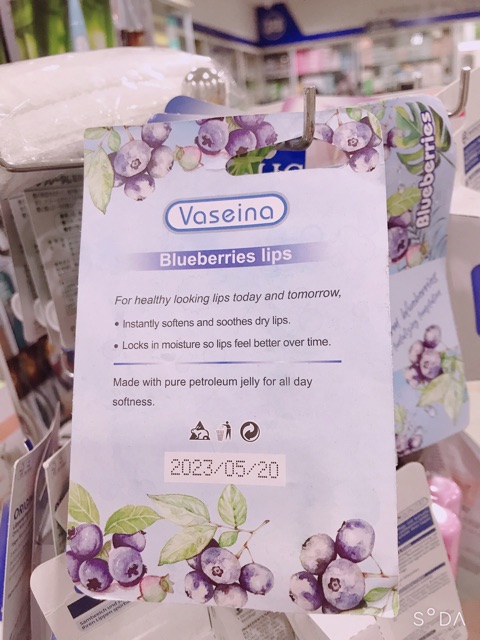 Vaseina
Blueberries lips
For healthy looking lips today and tomorrow,
• Instantly softens and soothes dry lips.
• Locks in moisture so lips feel better over time.
Made with pure petroleum jelly for all day
softness.
2023/05/20
Blueberries
SODA